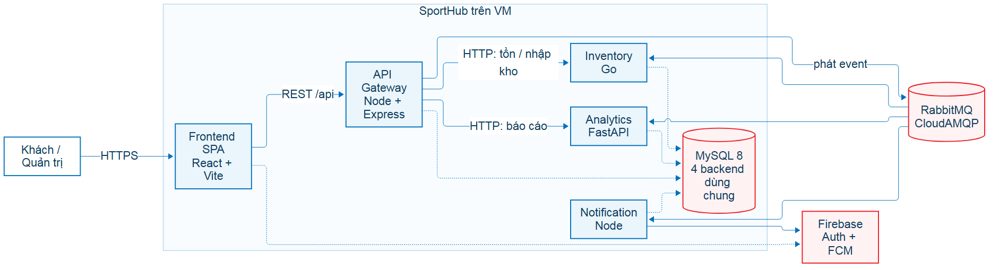 SportHub trên VM
Khách /
Quản trị
HTTPS
Frontend
SPA
React +
Vite
REST /api
API
Gateway
Node +
Express
HTTP: tồn / nhập
kho
HTTP: báo cáo
Inventory
Go
Analytics
FastAPI
Notification
Node
MySQL 8
4 backend
dùng
chung
phát event
RabbitMQ
CloudAMQP
Firebase
Auth +
FCM